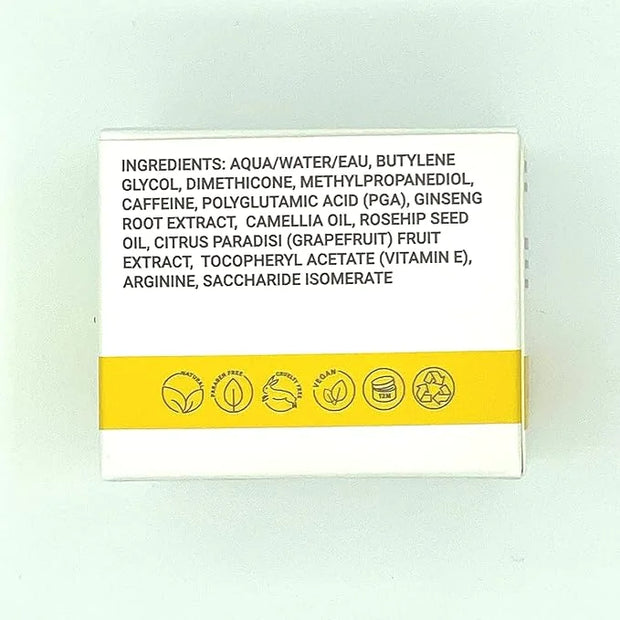 INGREDIENTS: AQUA/WATER/EAU, BUTYLENE
GLYCOL, DIMETHICONE, METHYLPROPANEDIOL,
CAFFEINE, POLYGLUTAMIC ACID (PGA), GINSENG
ROOT EXTRACT, CAMELLIA OIL, ROSEHIP SEED
OIL, CITRUS PARADISI (GRAPEFRUIT) FRUIT
EXTRACT, TOCOPHERYL ACETATE (VITAMIN E),
ARGININE, SACCHARIDE ISOMERATE
NATURAL
PARABEN FREE
CRUELTY FREE
VEGAN
12M